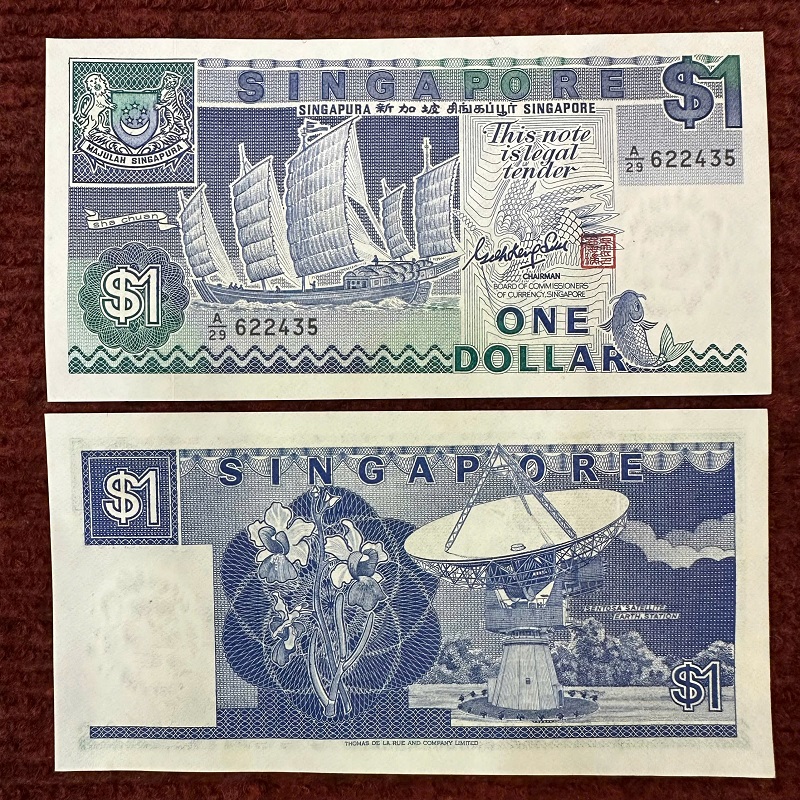 SINGAPORE $1
SINGAPURA 新加坡 சிங்கப்பூர் SINGAPORE
MAJULAH SINGAPURA
This note
is legal
tender
A/29 622435
sha chuan
CHAIRMAN
BOARD OF COMMISSIONERS
OF CURRENCY, SINGAPORE
$1
A/29 622435
ONE
DOLLAR
$1
SINGAPORE
SENTOSA SATELLITE
EARTH STATION
$1
THOMAS DE LA RUE AND COMPANY LIMITED